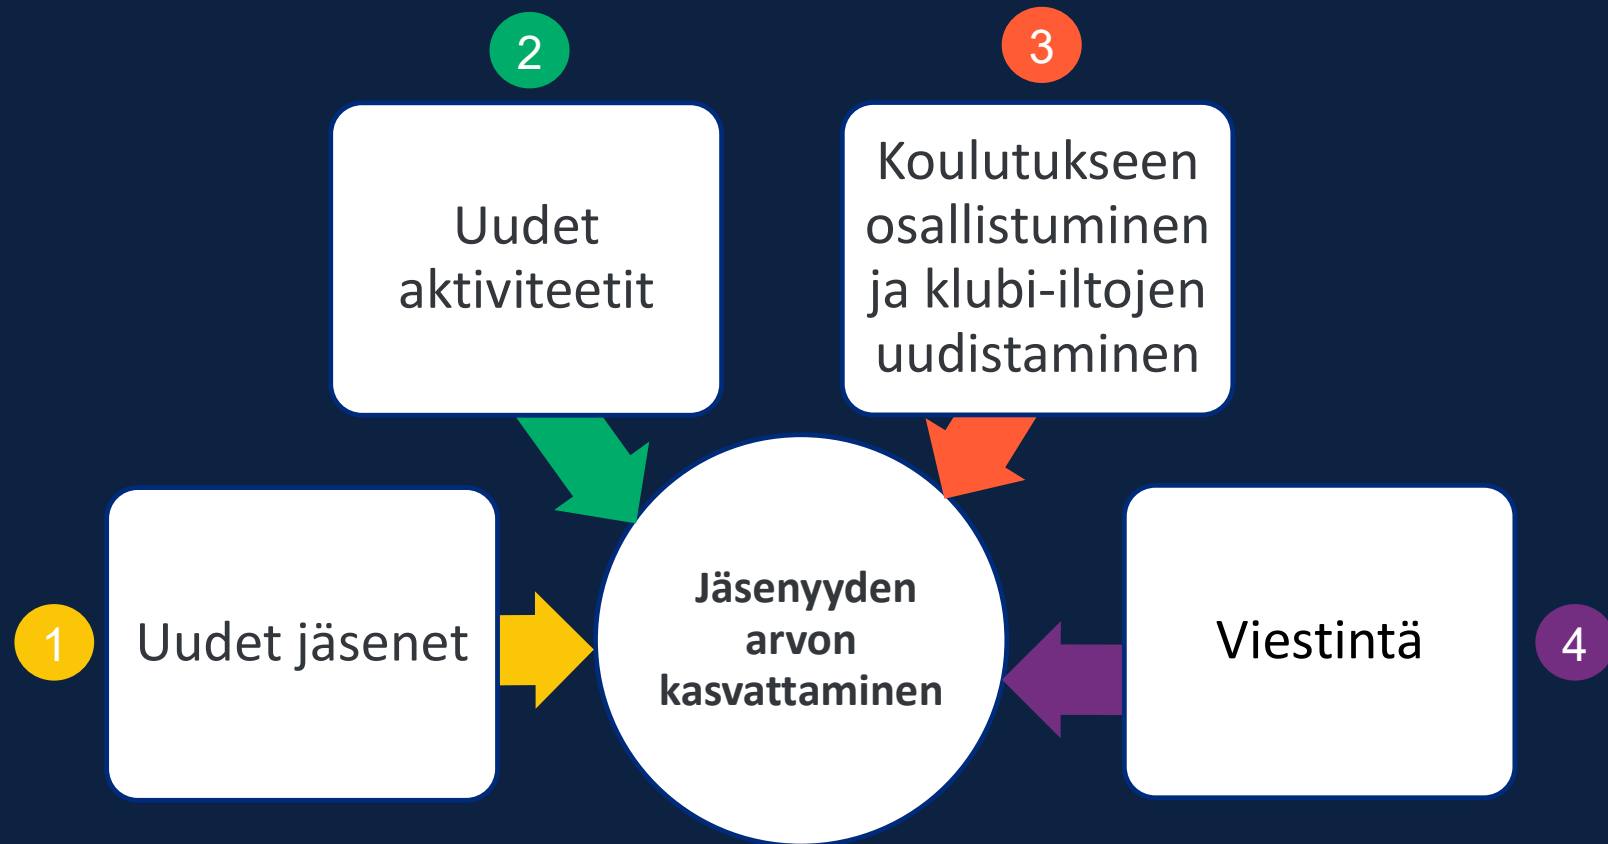 2
3
Uudet
aktiviteetit
Koulutukseen
osallistuminen
ja klubi-iltojen
uudistaminen
1
Uudet jäsenet
Jäsenyyden
arvon
kasvattaminen
Viestintä
4